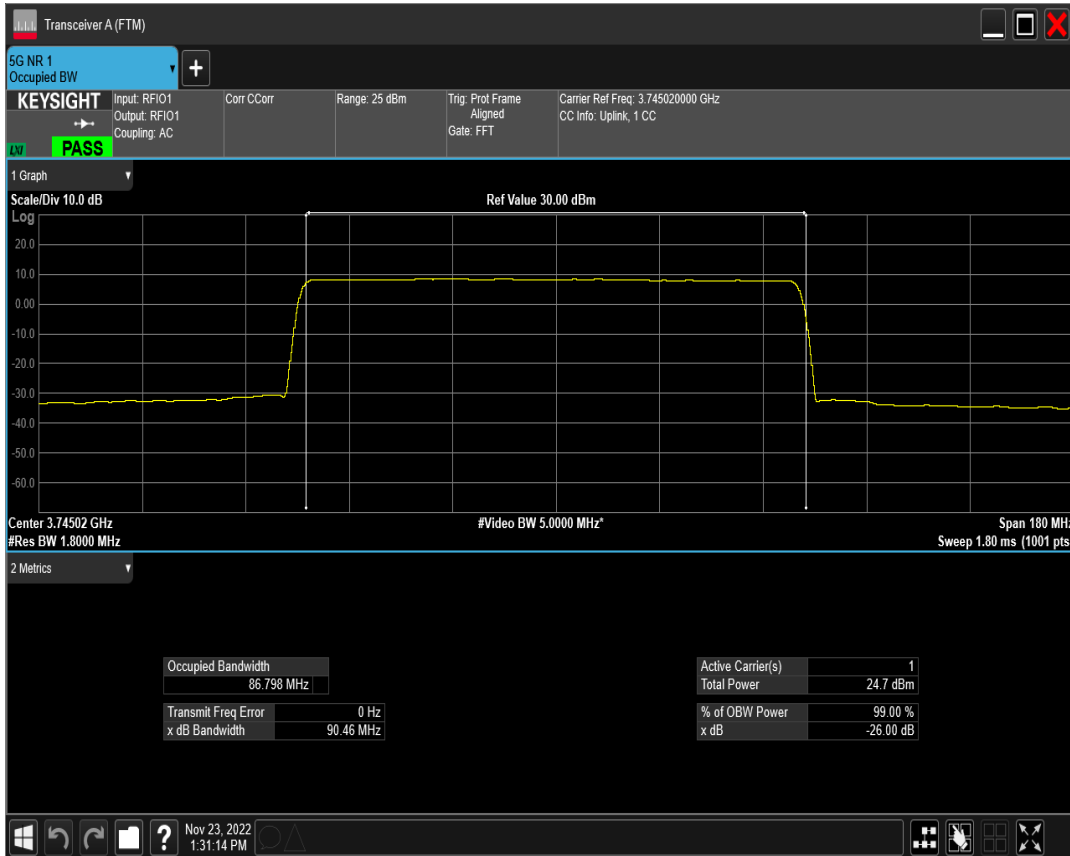 Transceiver A (FTM)
5G NR 1
Occupied BW
+
KEYSIGHT
Input: RFIO1
Output: RFIO1
Coupling: AC
Corr CCorr
Range: 25 dBm
Trig: Prot Frame
Aligned
Gate: FFT
Carrier Ref Freq: 3.745020000 GHz
CC Info: Uplink, 1 CC
LXI
PASS
1 Graph
Scale/Div 10.0 dB
Ref Value 30.00 dBm
Log
20.0
10.0
0.00
-10.0
-20.0
-30.0
-40.0
-50.0
-60.0
Center 3.74502 GHz
#Video BW 5.0000 MHz*
Span 180 MHz
#Res BW 1.8000 MHz
Sweep 1.80 ms (1001 pts
2 Metrics
Occupied Bandwidth
86.798 MHz
Transmit Freq Error 0 Hz
x dB Bandwidth 90.46 MHz
Active Carrier(s) 1
Total Power 24.7 dBm
% of OBW Power 99.00 %
x dB -26.00 dB
?
Nov 23, 2022
1:31:14 PM